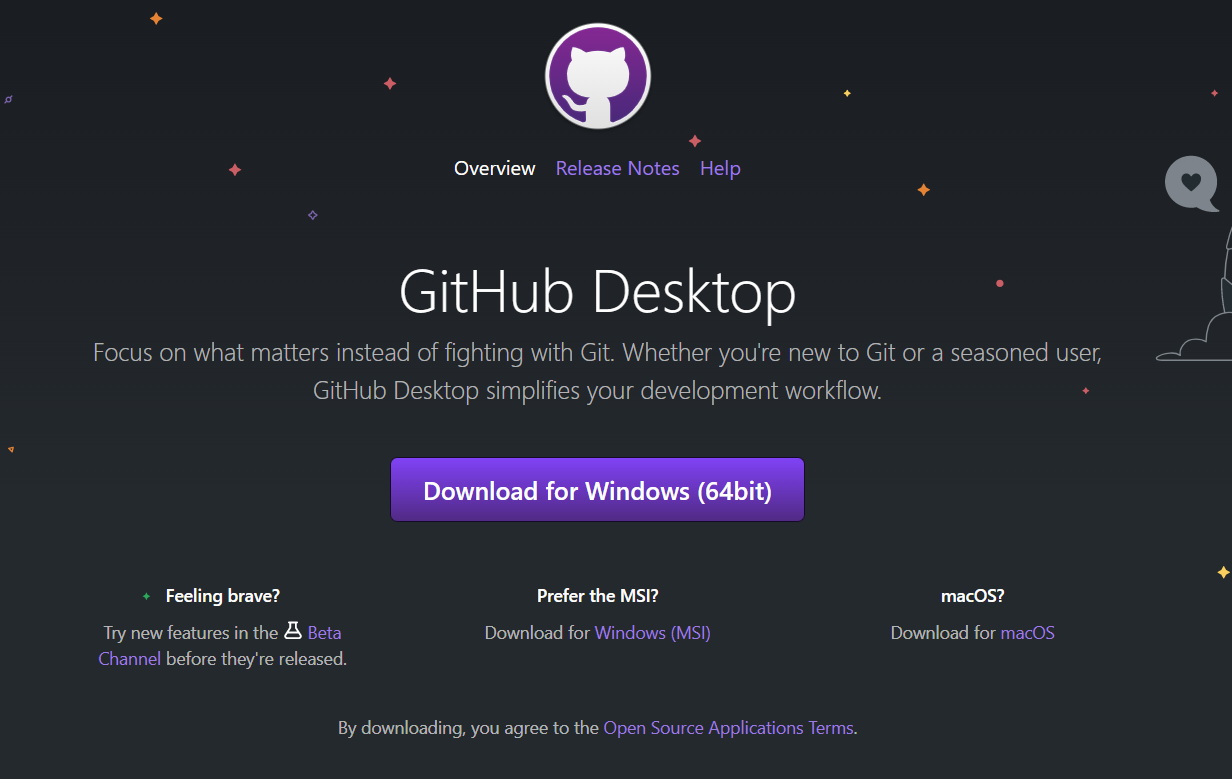 Overview Release Notes Help
GitHub Desktop
Focus on what matters instead of fighting with Git. Whether you're new to Git or a seasoned user,
GitHub Desktop simplifies your development workflow.
Download for Windows (64bit)
Feeling brave?
Try new features in the Beta
Channel before they're released.
Prefer the MSI?
Download for Windows (MSI)
macOS?
Download for macOS
By downloading, you agree to the Open Source Applications Terms.